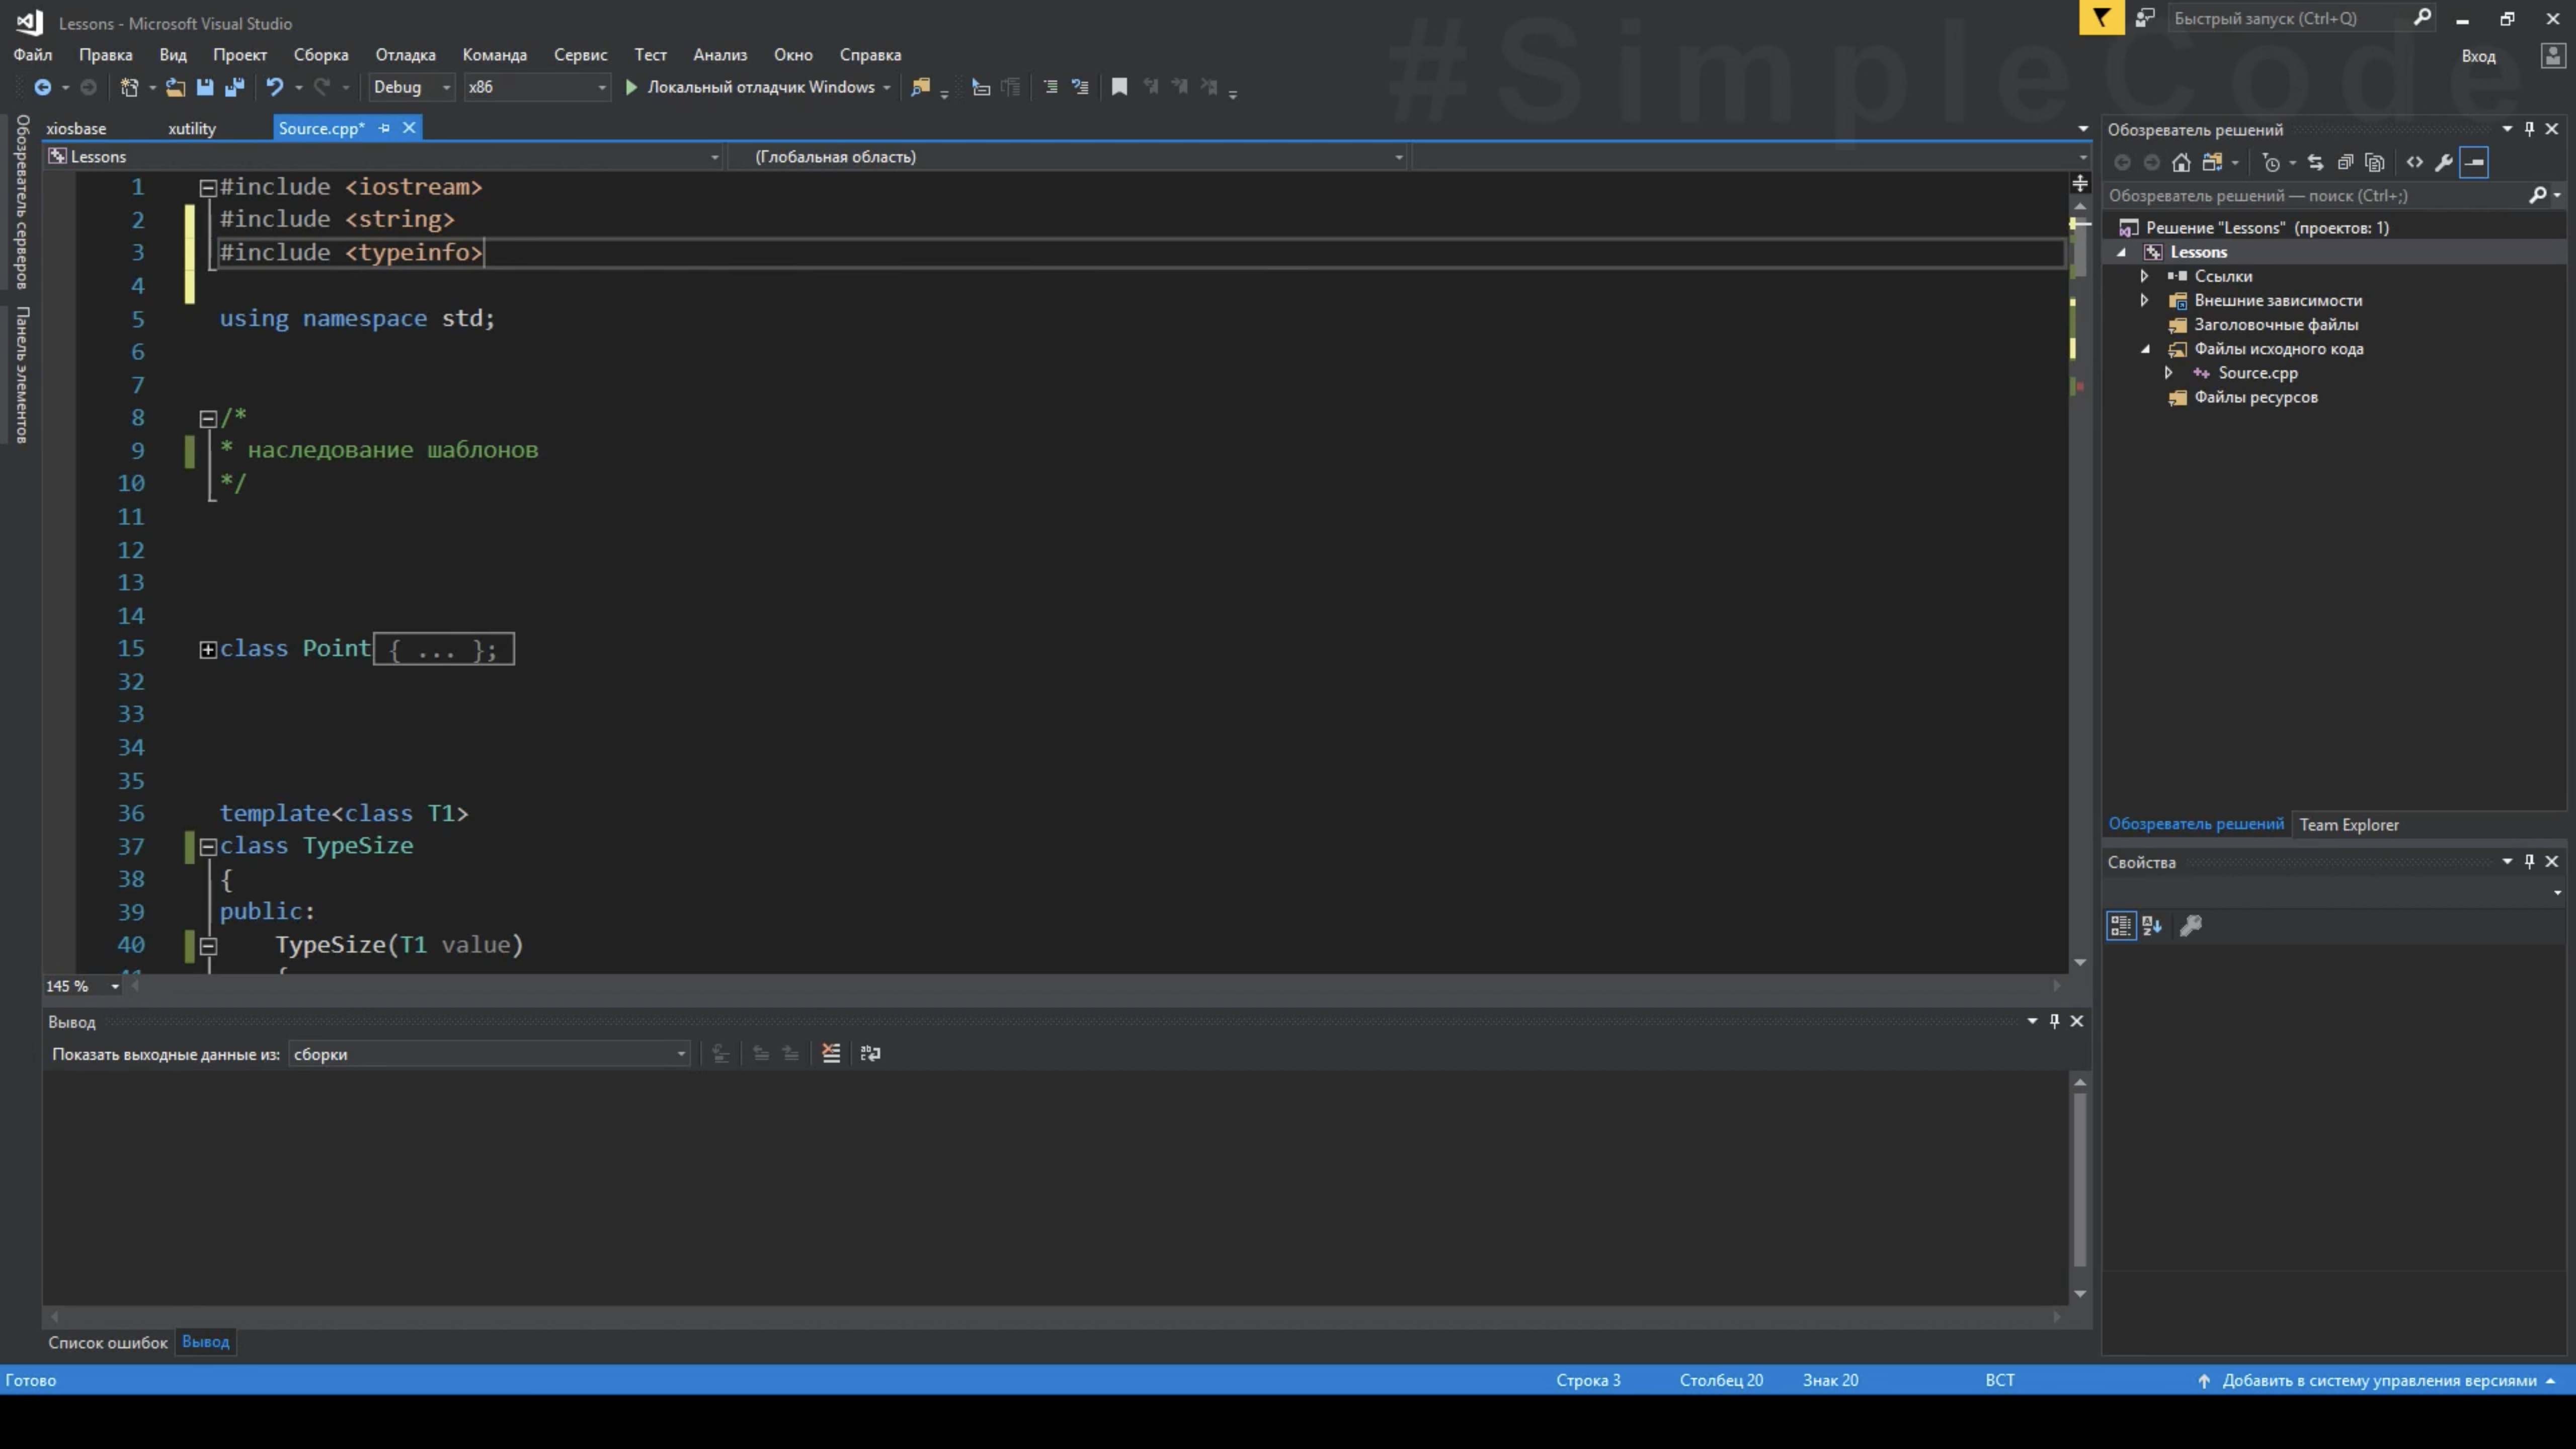 Lessons - Microsoft Visual Studio
Быстрый запуск (Ctrl+Q)
#SimpleCode
Файл Правка Вид Проект Сборка Отладка Команда Сервис Тест Анализ Окно Справка
Вход
Debug x86 Локальный отладчик Windows
Обозреватель серверов
Панель элементов
xiosbase xutility Source.cpp*
Lessons (Глобальная область)
1 #include <iostream>
2 #include <string>
3 #include <typeinfo>
4
5 using namespace std;
6
7
8 /*
9 * наследование шаблонов
10 */
11
12
13
14
15 class Point { ... };
32
33
34
35
36 template<class T1>
37 class TypeSize
38 {
39 public:
40 TypeSize(T1 value)
41 {
145 %
Вывод
Показать выходные данные из: сборки
Список ошибок Вывод
Обозреватель решений
Обозреватель решений — поиск (Ctrl+;)
Решение "Lessons" (проектов: 1)
Lessons
Ссылки
Внешние зависимости
Заголовочные файлы
Файлы исходного кода
Source.cpp
Файлы ресурсов
Обозреватель решений Team Explorer
Свойства
Готово Строка 3 Столбец 20 Знак 20 ВСТ Добавить в систему управления версиями